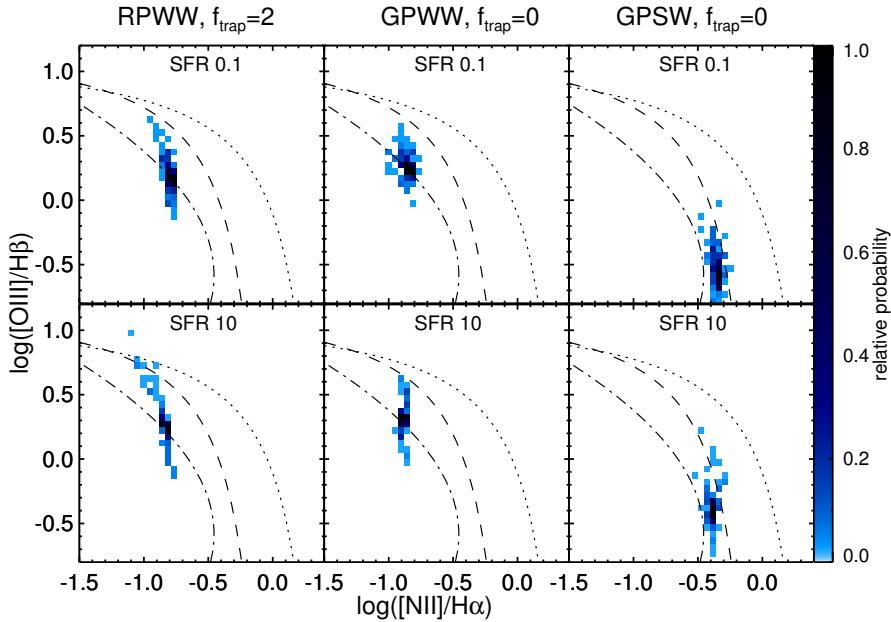 RPWW, f_trap=2 GPWW, f_trap=0 GPSW, f_trap=0
SFR 0.1 SFR 0.1 SFR 0.1
1.0
0.5
0.0
-0.5
SFR 10 SFR 10 SFR 10
1.0
0.5
0.0
-0.5
-1.5 -1.0 -0.5 0.0 -1.0 -0.5 0.0 -1.0 -0.5 0.0
log([NII]/Hα)
log([OIII]/Hβ)
1.0
0.8
0.6
0.4
0.2
0.0
relative probability